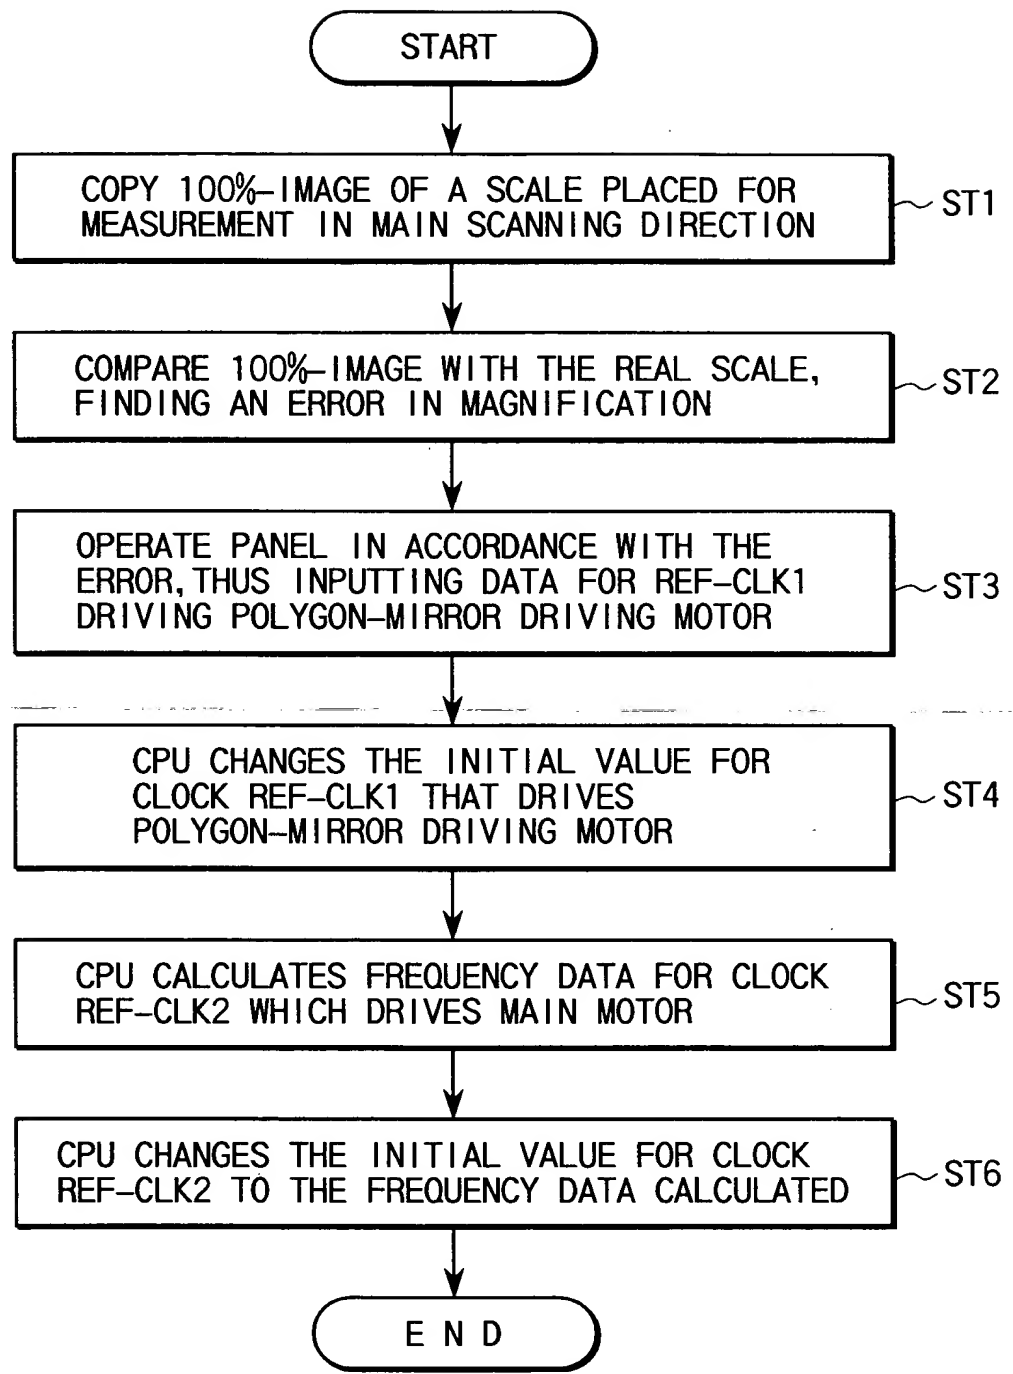 START
COPY 100%-IMAGE OF A SCALE PLACED FOR
MEASUREMENT IN MAIN SCANNING DIRECTION
ST1
COMPARE 100%-IMAGE WITH THE REAL SCALE,
FINDING AN ERROR IN MAGNIFICATION
ST2
OPERATE PANEL IN ACCORDANCE WITH THE
ERROR, THUS INPUTTING DATA FOR REF-CLK1
DRIVING POLYGON-MIRROR DRIVING MOTOR
ST3
CPU CHANGES THE INITIAL VALUE FOR
CLOCK REF-CLK1 THAT DRIVES
POLYGON-MIRROR DRIVING MOTOR
ST4
CPU CALCULATES FREQUENCY DATA FOR CLOCK
REF-CLK2 WHICH DRIVES MAIN MOTOR
ST5
CPU CHANGES THE INITIAL VALUE FOR CLOCK
REF-CLK2 TO THE FREQUENCY DATA CALCULATED
ST6
END